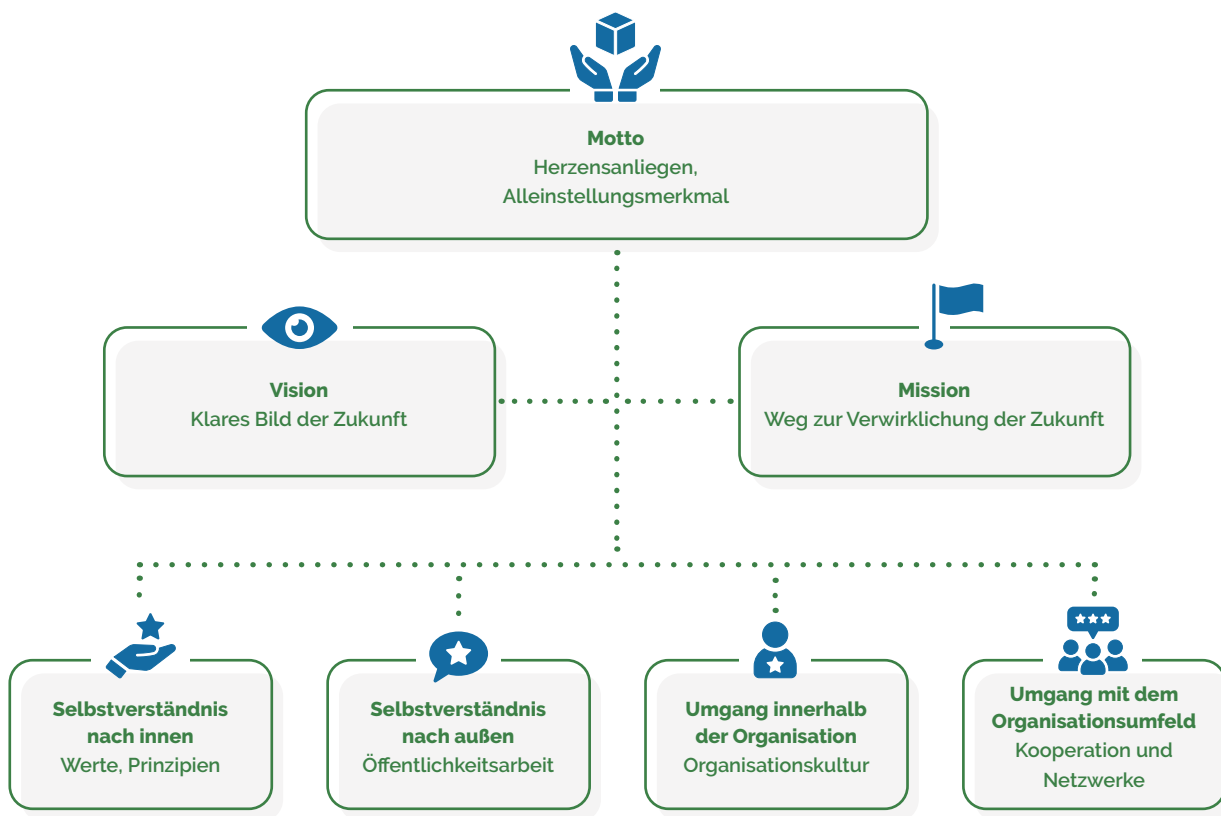 Motto
Herzensanliegen,
Alleinstellungsmerkmal
Vision
Klares Bild der Zukunft
Mission
Weg zur Verwirklichung der Zukunft
Selbstverständnis
nach innen
Werte, Prinzipien
Selbstverständnis
nach außen
Öffentlichkeitsarbeit
Umgang innerhalb
der Organisation
Organisationskultur
Umgang mit dem
Organisationsumfeld
Kooperation und
Netzwerke